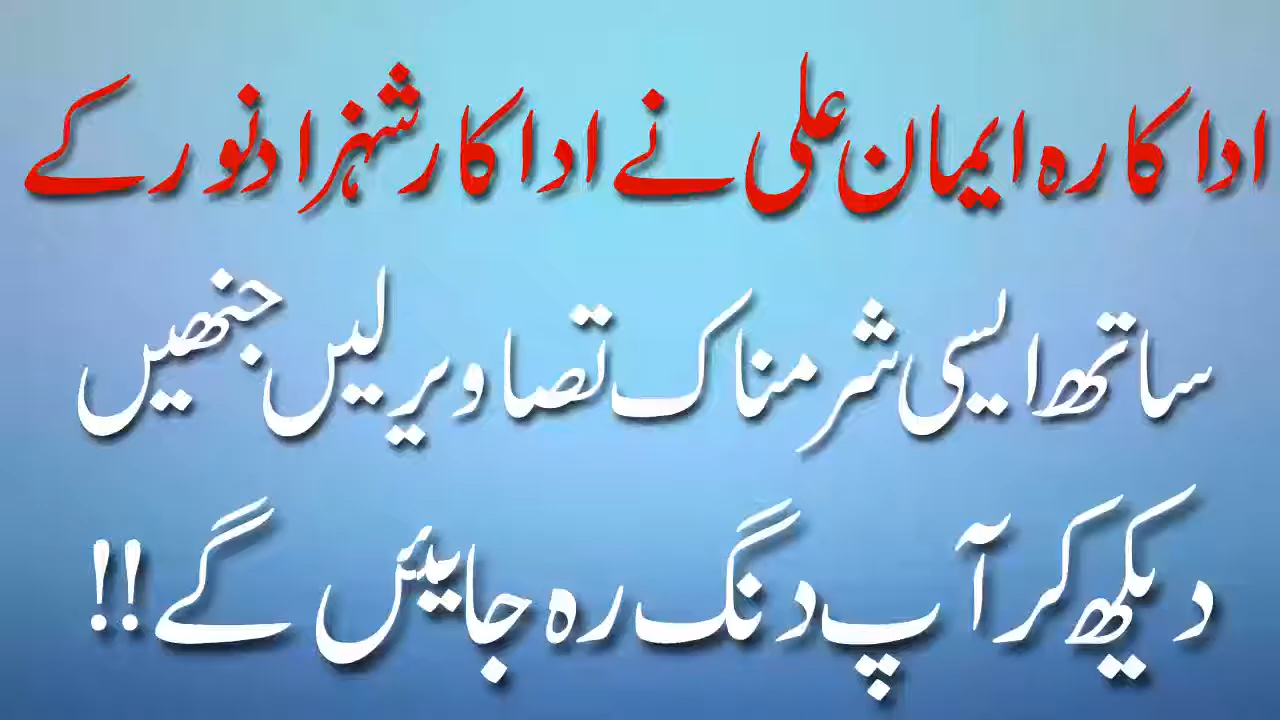 اداکارہ ایمان علی نے اداکار شہزاد نور کے
ساتھ ایسی شرمناک تصاویر لیں جنھیں
دیکھ کر آپ دنگ رہ جایئں گے!!